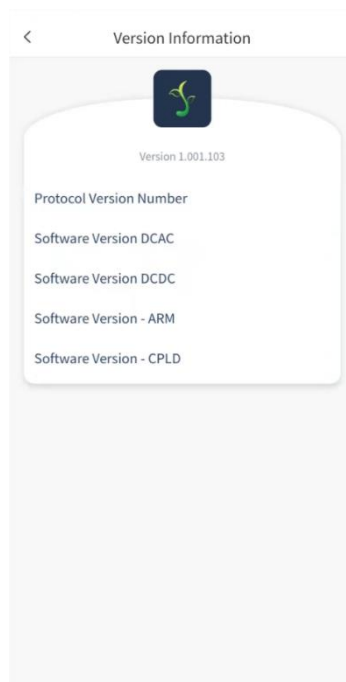 Version Information
Version 1.001.103
Protocol Version Number
Software Version DCAC
Software Version DCDC
Software Version - ARM
Software Version - CPLD